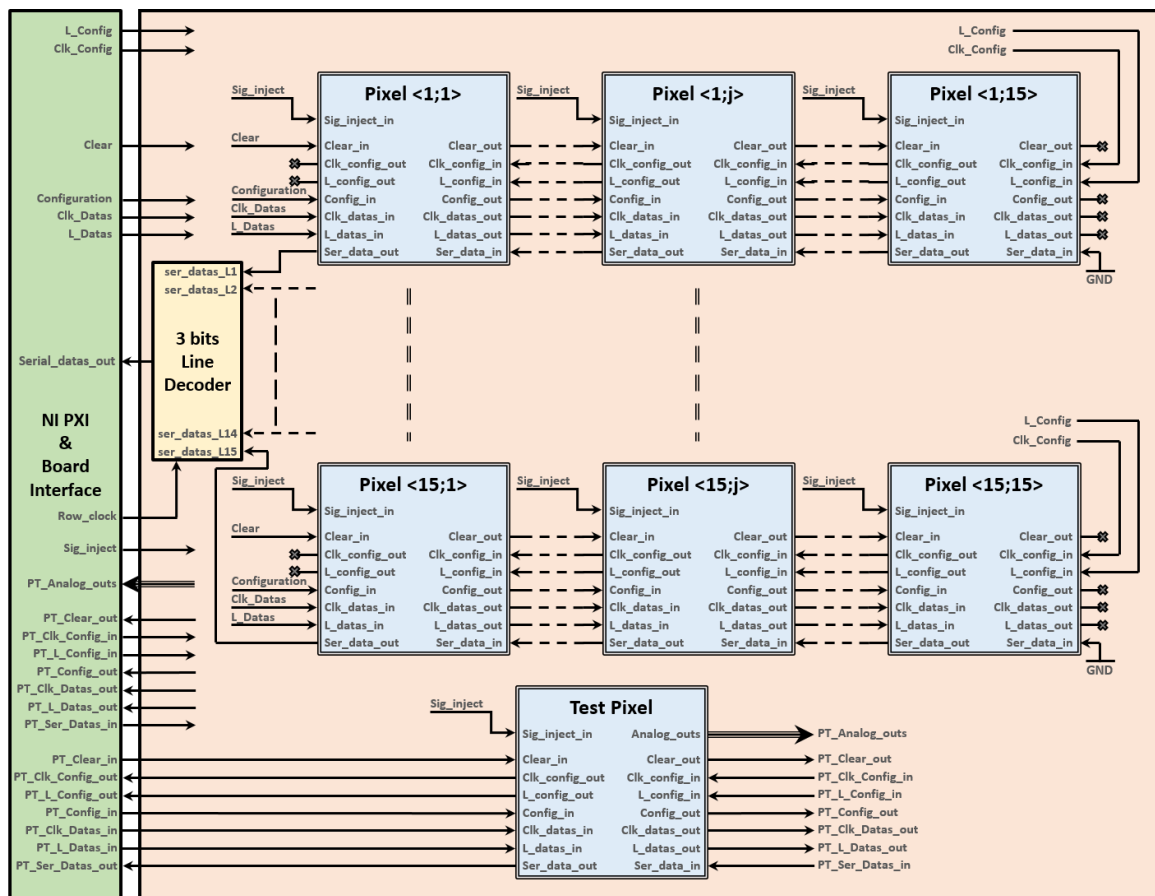 L_Config
Clk_Config
Clear
Configuration
Clk_Datas
L_Datas
Serial_datas_out
NI PXI
&
Board
Interface
Row_clock
Sig_inject
PT_Analog_outs
PT_Clear_out
PT_Clk_Config_in
PT_L_Config_in
PT_Config_out
PT_Clk_Datas_out
PT_L_Datas_out
PT_Ser_Datas_in
PT_Clear_in
PT_Clk_Config_out
PT_L_Config_out
PT_Config_in
PT_Clk_Datas_in
PT_L_Datas_in
PT_Ser_Datas_out
ser_datas_L1
ser_datas_L2
3 bits
Line
Decoder
ser_datas_L14
ser_datas_L15
Sig_inject
Clear
Configuration
Clk_Datas
L_Datas
Pixel <1;1>
Sig_inject_in
Clear_in Clear_out
Clk_config_out Clk_config_in
L_config_out L_config_in
Config_in Config_out
Clk_datas_in Clk_datas_out
L_datas_in L_datas_out
Ser_data_out Ser_data_in
Sig_inject
Pixel <1;j>
Sig_inject_in
Clear_in Clear_out
Clk_config_out Clk_config_in
L_config_out L_config_in
Config_in Config_out
Clk_datas_in Clk_datas_out
L_datas_in L_datas_out
Ser_data_out Ser_data_in
Sig_inject
Pixel <1;15>
Sig_inject_in
Clear_in Clear_out
Clk_config_out Clk_config_in
L_config_out L_config_in
Config_in Config_out
Clk_datas_in Clk_datas_out
L_datas_in L_datas_out
Ser_data_out Ser_data_in
L_Config
Clk_Config
GND
Sig_inject
Clear
Configuration
Clk_Datas
L_Datas
Pixel <15;1>
Sig_inject_in
Clear_in Clear_out
Clk_config_out Clk_config_in
L_config_out L_config_in
Config_in Config_out
Clk_datas_in Clk_datas_out
L_datas_in L_datas_out
Ser_data_out Ser_data_in
Sig_inject
Pixel <15;j>
Sig_inject_in
Clear_in Clear_out
Clk_config_out Clk_config_in
L_config_out L_config_in
Config_in Config_out
Clk_datas_in Clk_datas_out
L_datas_in L_datas_out
Ser_data_out Ser_data_in
Sig_inject
Pixel <15;15>
Sig_inject_in
Clear_in Clear_out
Clk_config_out Clk_config_in
L_config_out L_config_in
Config_in Config_out
Clk_datas_in Clk_datas_out
L_datas_in L_datas_out
Ser_data_out Ser_data_in
L_Config
Clk_Config
GND
Sig_inject
Test Pixel
Sig_inject_in Analog_outs
Clear_in Clear_out
Clk_config_out Clk_config_in
L_config_out L_config_in
Config_in Config_out
Clk_datas_in Clk_datas_out
L_datas_in L_datas_out
Ser_data_out Ser_data_in
PT_Analog_outs
PT_Clear_out
PT_Clk_Config_in
PT_L_Config_in
PT_Config_out
PT_Clk_Datas_out
PT_L_Datas_out
PT_Ser_Datas_in